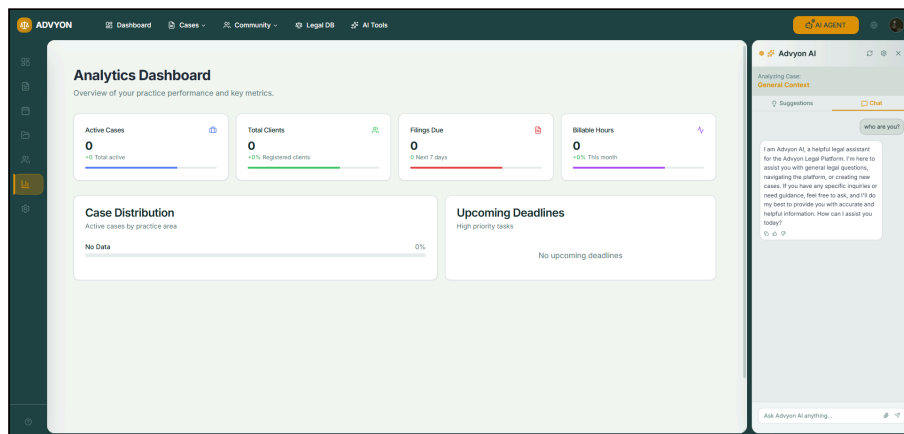 ADVYON
Dashboard
Cases
Community
Legal DB
AI Tools
AI AGENT
Analytics Dashboard
Overview of your practice performance and key metrics.
Active Cases
0
+0 Total active
Total Clients
0
+0% Registered clients
Filings Due
0
0 Next 7 days
Billable Hours
0
+0% This month
Case Distribution
Active cases by practice area
No Data 0%
Upcoming Deadlines
High priority tasks
No upcoming deadlines
Advyon AI
Analyzing Case:
General Context
Suggestions
Chat
who are you?
I am Advyon AI, a helpful legal assistant
for the Advyon Legal Platform. I'm here to
assist you with general legal questions,
navigating the platform, or creating new
cases. If you have any specific inquiries or
need guidance, feel free to ask, and I'll do
my best to provide you with accurate and
helpful information. How can I assist you
today?
Ask Advyon AI anything...